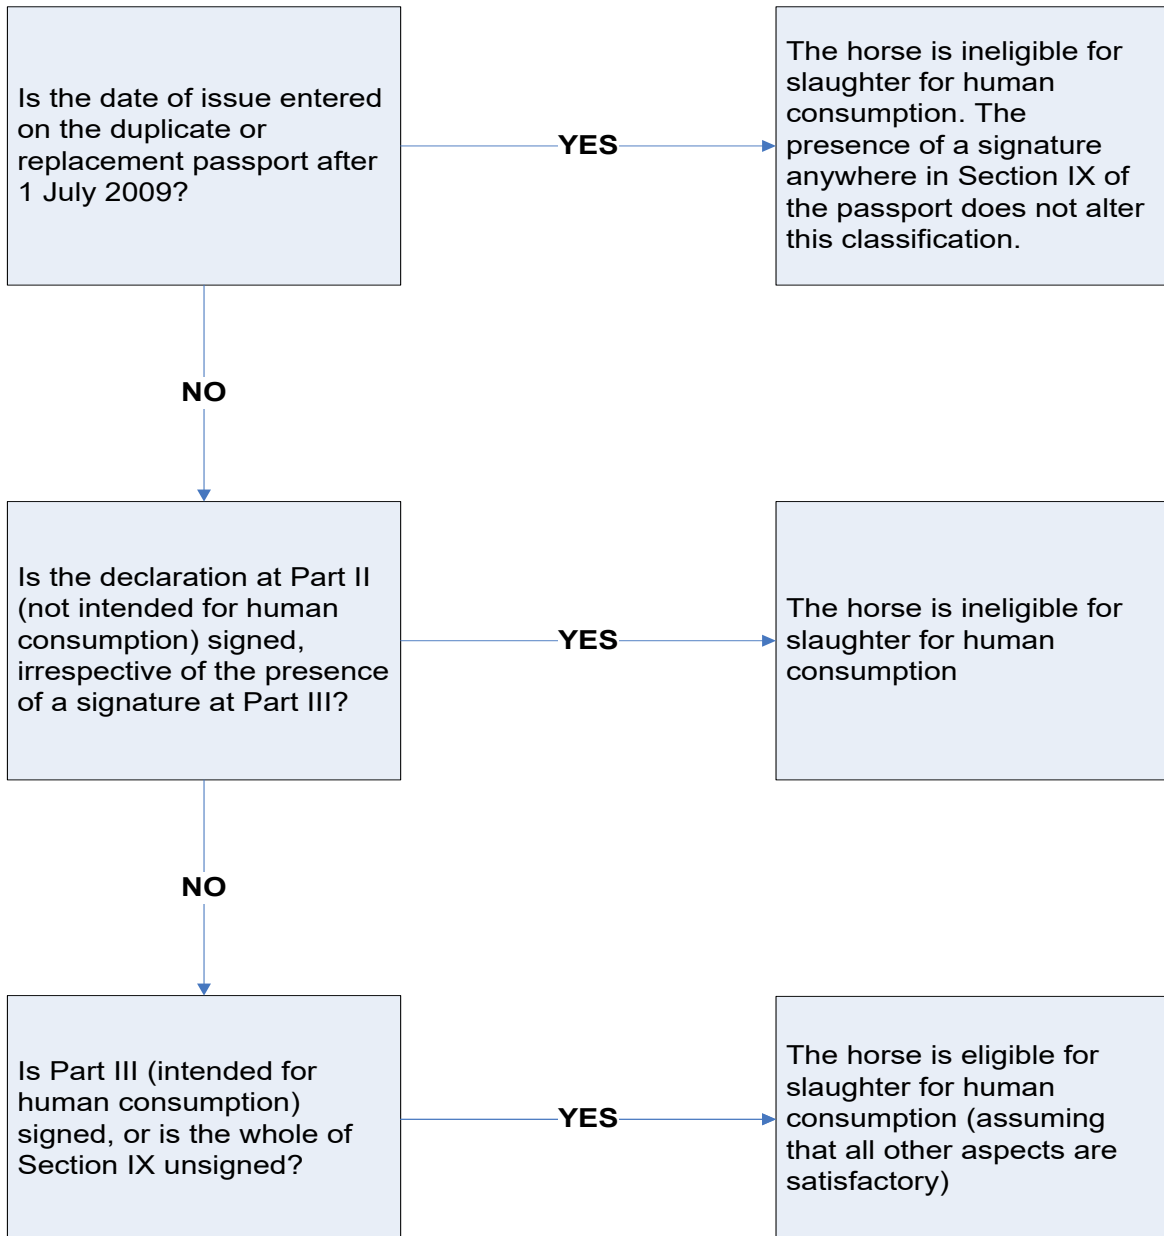 Is the date of issue entered
on the duplicate or
replacement passport after
1 July 2009?
YES
The horse is ineligible for
slaughter for human
consumption. The
presence of a signature
anywhere in Section IX of
the passport does not alter
this classification.
NO
Is the declaration at Part II
(not intended for human
consumption) signed,
irrespective of the presence
of a signature at Part III?
YES
The horse is ineligible for
slaughter for human
consumption
NO
Is Part III (intended for
human consumption)
signed, or is the whole of
Section IX unsigned?
YES
The horse is eligible for
slaughter for human
consumption (assuming
that all other aspects are
satisfactory)